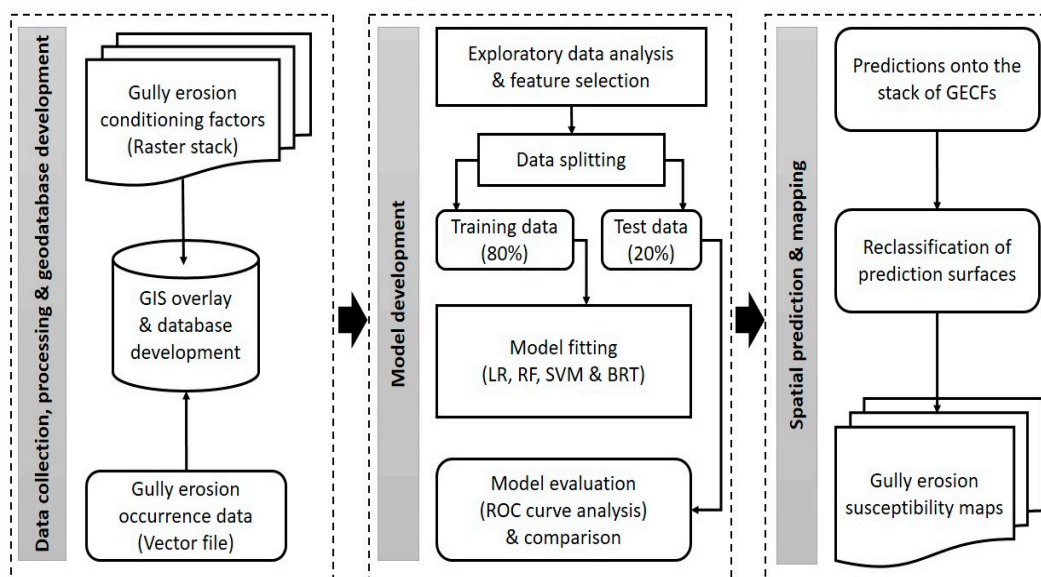 Data collection, processing & geodatabase development
Gully erosion
conditioning factors
(Raster stack)
GIS overlay
& database
development
Gully erosion
occurrence data
(Vector file)
Model development
Exploratory data analysis
& feature selection
Data splitting
Training data
(80%)
Test data
(20%)
Model fitting
(LR, RF, SVM & BRT)
Model evaluation
(ROC curve analysis)
& comparison
Spatial prediction & mapping
Predictions onto the
stack of GECFs
Reclassification of
prediction surfaces
Gully erosion
susceptibility maps